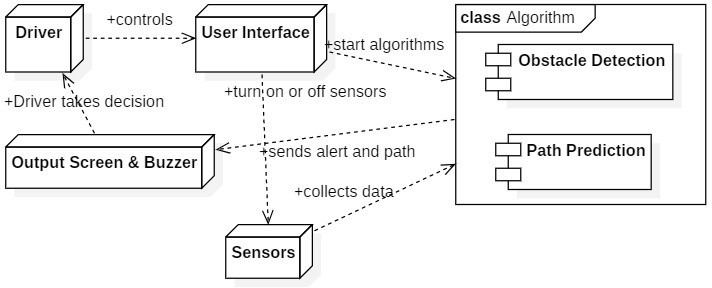 +controls
class Algorithm
Driver
User Interface
+start algorithms
Obstacle Detection
+turn on or off sensors
+Driver takes decision
Output Screen & Buzzer
+sends alert and path
Path Prediction
+collects data
Sensors